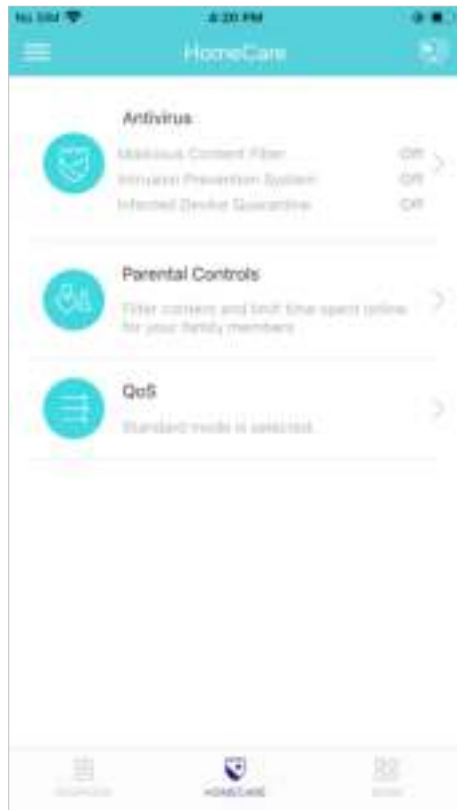 No SIM 4:20 PM
HomeCare
Antivirus
Malicious Content Filter Off
Intrusion Prevention System Off
Infected Device Quarantine Off
Parental Controls
Filter content and limit time spent online
for your family members
QoS
Standard mode is selected.
HOMECARE